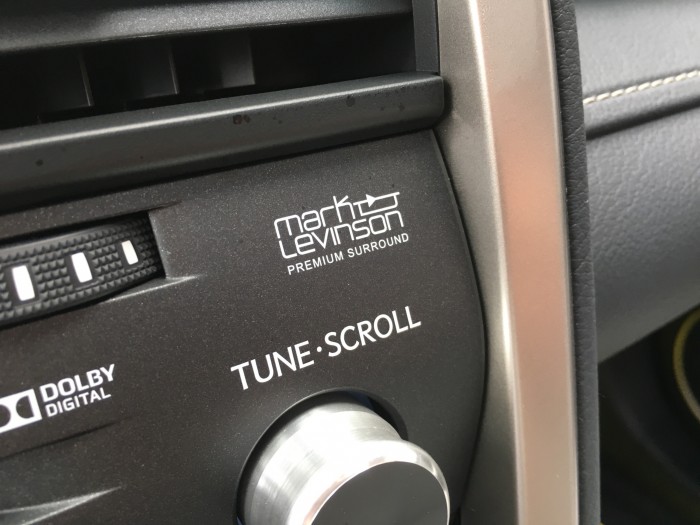 mark
Levinson
PREMIUM SURROUND
TUNE·SCROLL
DOLBY
DIGITAL